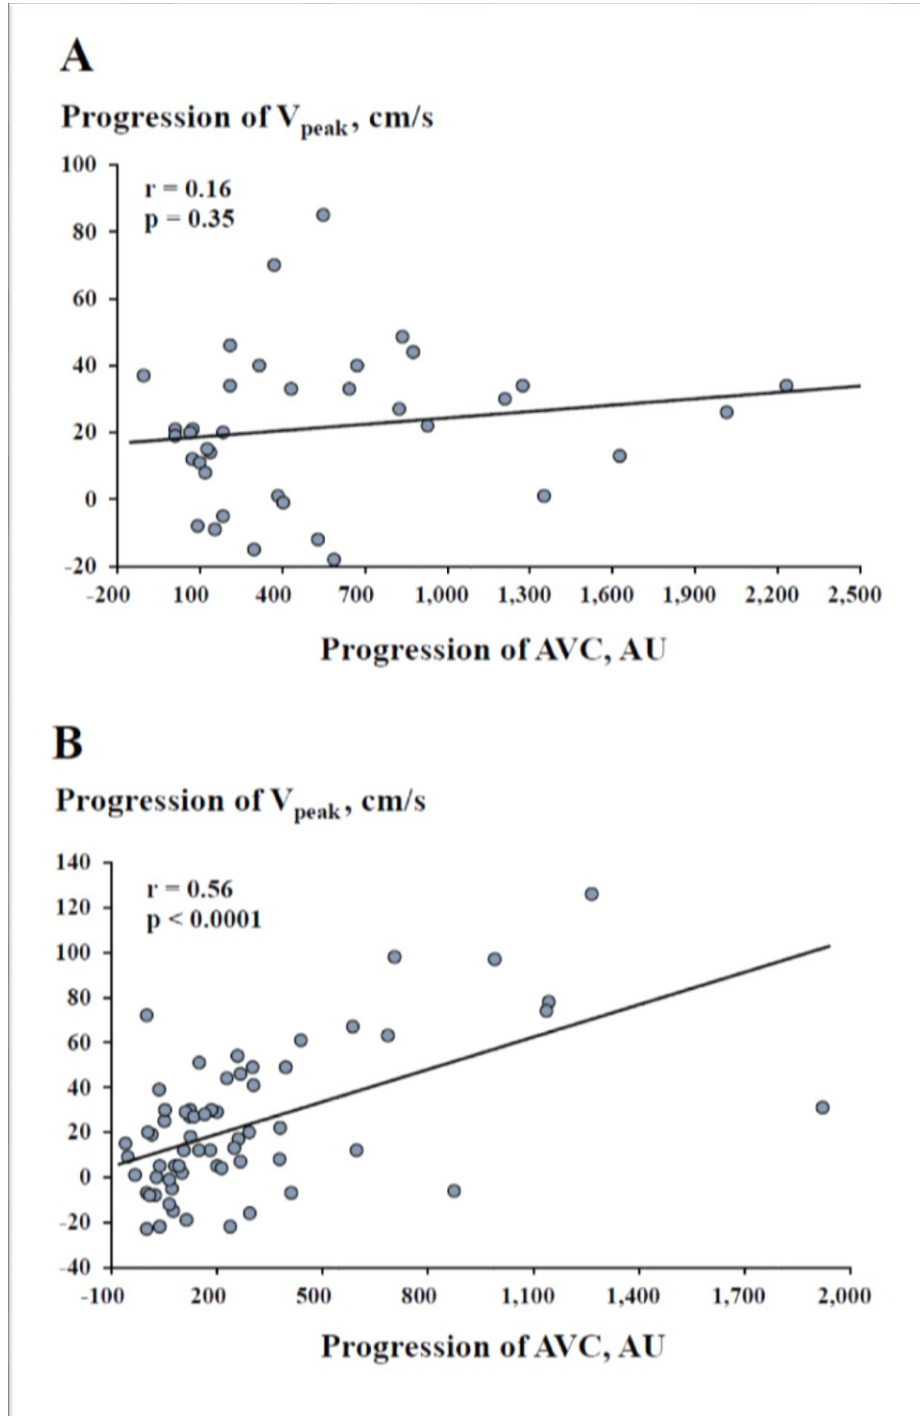 A
Progression of Vpeak, cm/s
100
r = 0.16
p = 0.35
80
60
40
20
0
-20
-200 100 400 700 1,000 1,300 1,600 1,900 2,200 2,500
Progression of AVC, AU
B
Progression of Vpeak, cm/s
140
r = 0.56
p < 0.0001
120
100
80
60
40
20
0
-20
-40
-100 200 500 800 1,100 1,400 1,700 2,000
Progression of AVC, AU